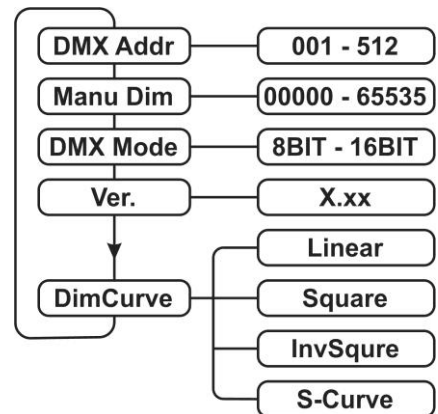 DMX Addr 001 - 512
Manu Dim 00000 - 65535
DMX Mode 8BIT - 16BIT
Ver. X.xx
Linear
DimCurve Square
InvSqure
S-Curve